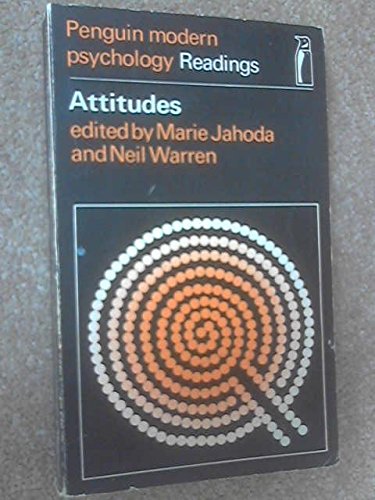 Penguin modern
psychology Readings
Attitudes
edited by Marie Jahoda
and Neil Warren